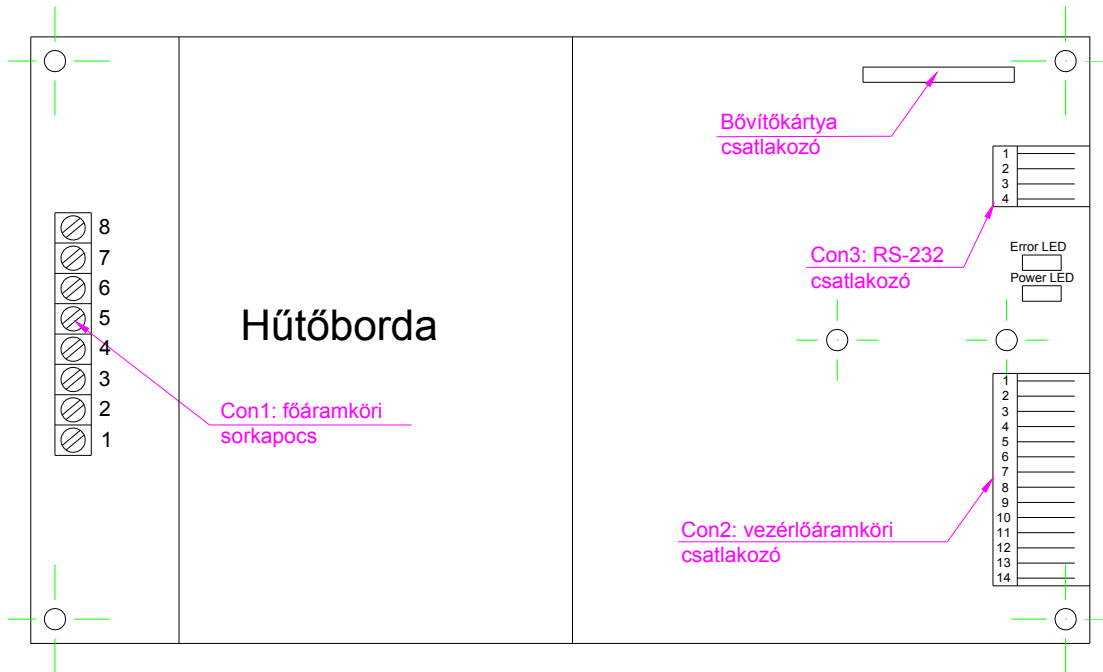 Bővítőkártya
csatlakozó
1
2
3
4
Con3: RS-232
csatlakozó
Error LED
Power LED
8
7
6
5
4
3
2
1
Hűtőborda
Con1: főáramköri
sorkapocs
1
2
3
4
5
6
7
8
9
10
11
12
13
14
Con2: vezérlőáramköri
csatlakozó